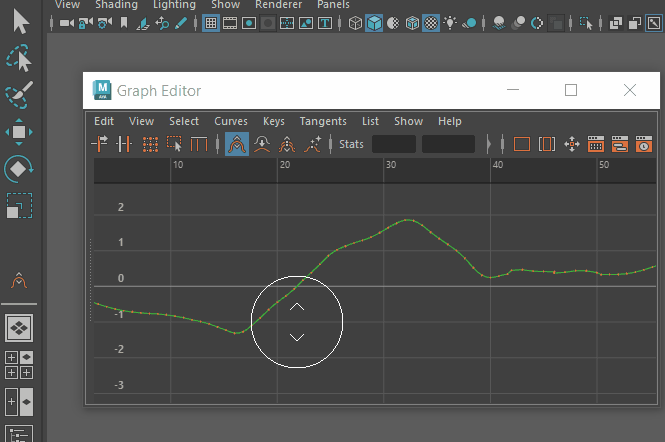 View Shading Lighting Show Renderer Panels
M
Graph Editor
Edit View Select Curves Keys Tangents List Show Help
Stats
10 20 30 40 50
2
1
0
-1
-2
-3